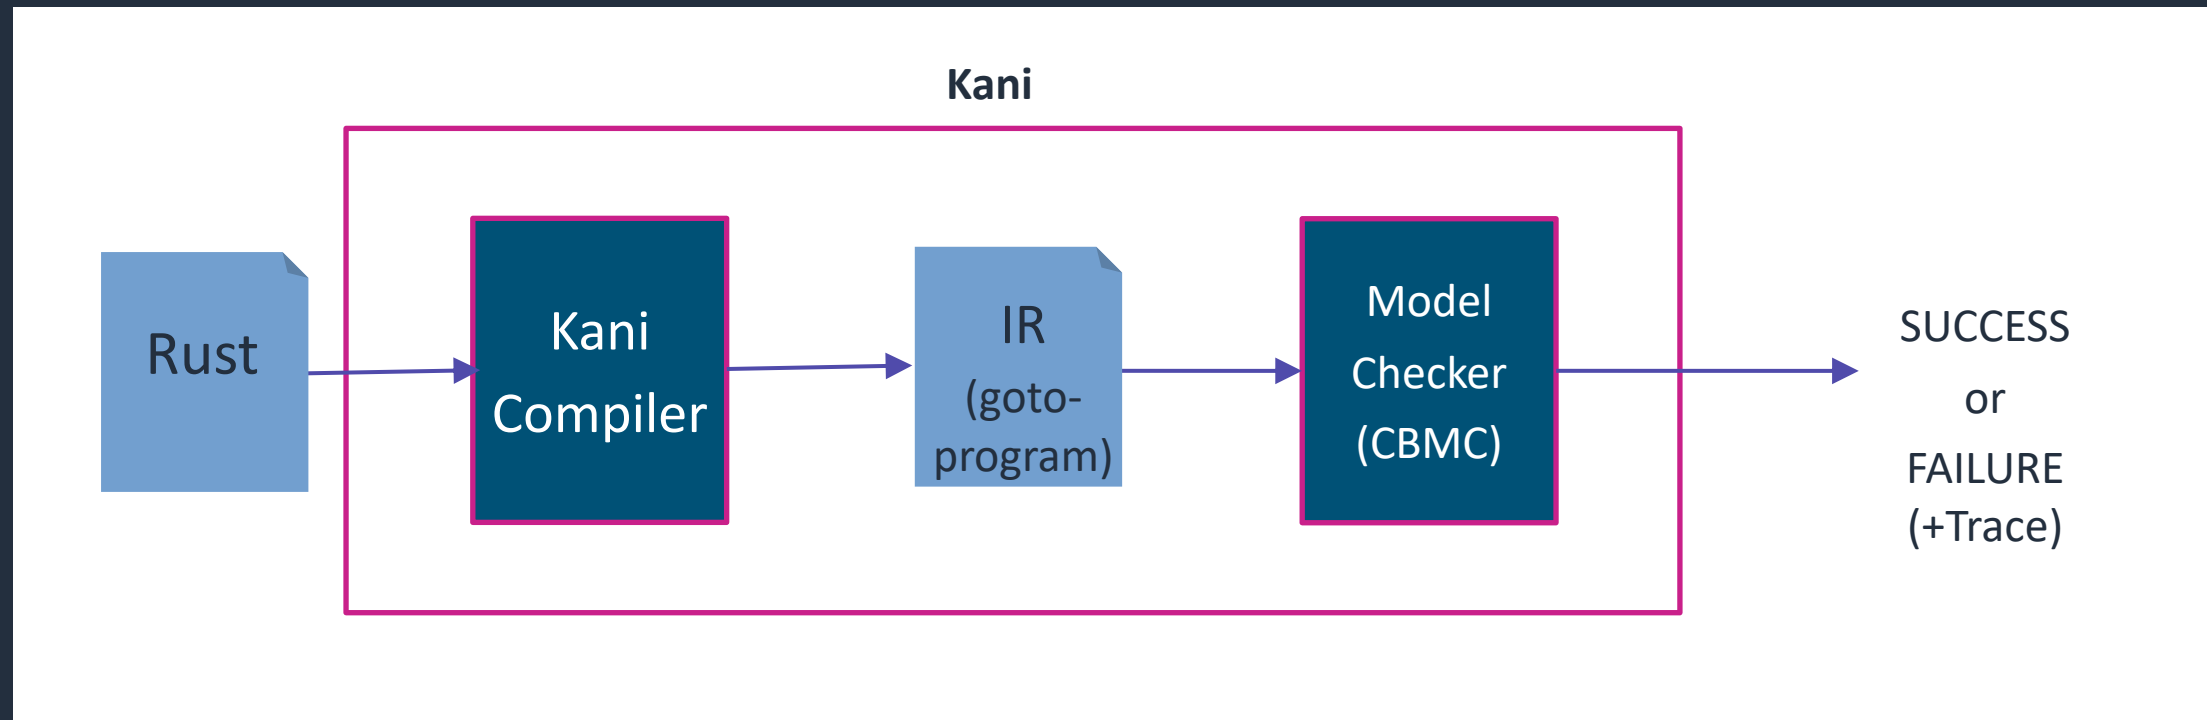 Kani
Rust
Kani
Compiler
IR
(goto-
program)
Model
Checker
(CBMC)
SUCCESS
or
FAILURE
(+Trace)